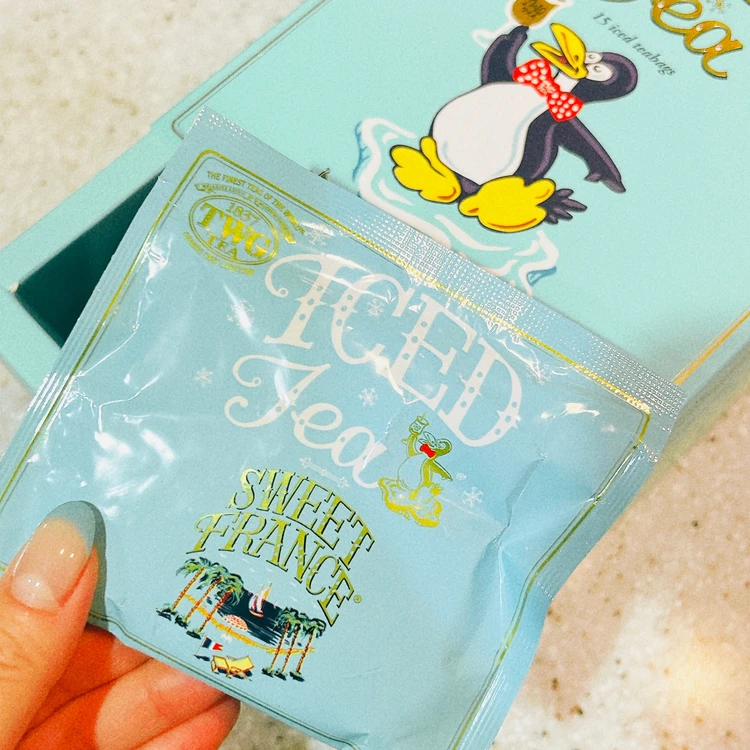 Tea
15 iced teabags
THE FINEST TEAS OF THE WORLD
1837
TWG
TEA
ICED
Tea
®
SWEET
FRANCE®